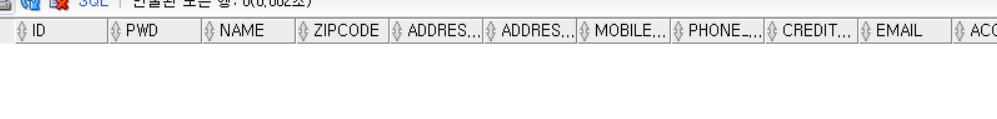 SQL | 인출된 모든 행: 0(0,002초)
ID PWD NAME ZIPCODE ADDRES... ADDRES... MOBILE... PHONE_... CREDIT... EMAIL ACC